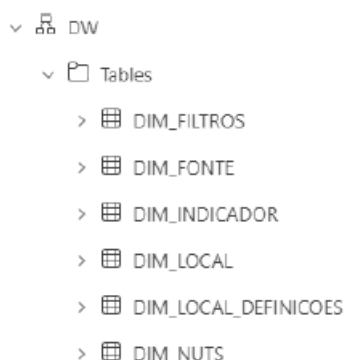 DW
Tables
DIM_FILTROS
DIM_FONTE
DIM_INDICADOR
DIM_LOCAL
DIM_LOCAL_DEFINICOES
DIM_NUTS